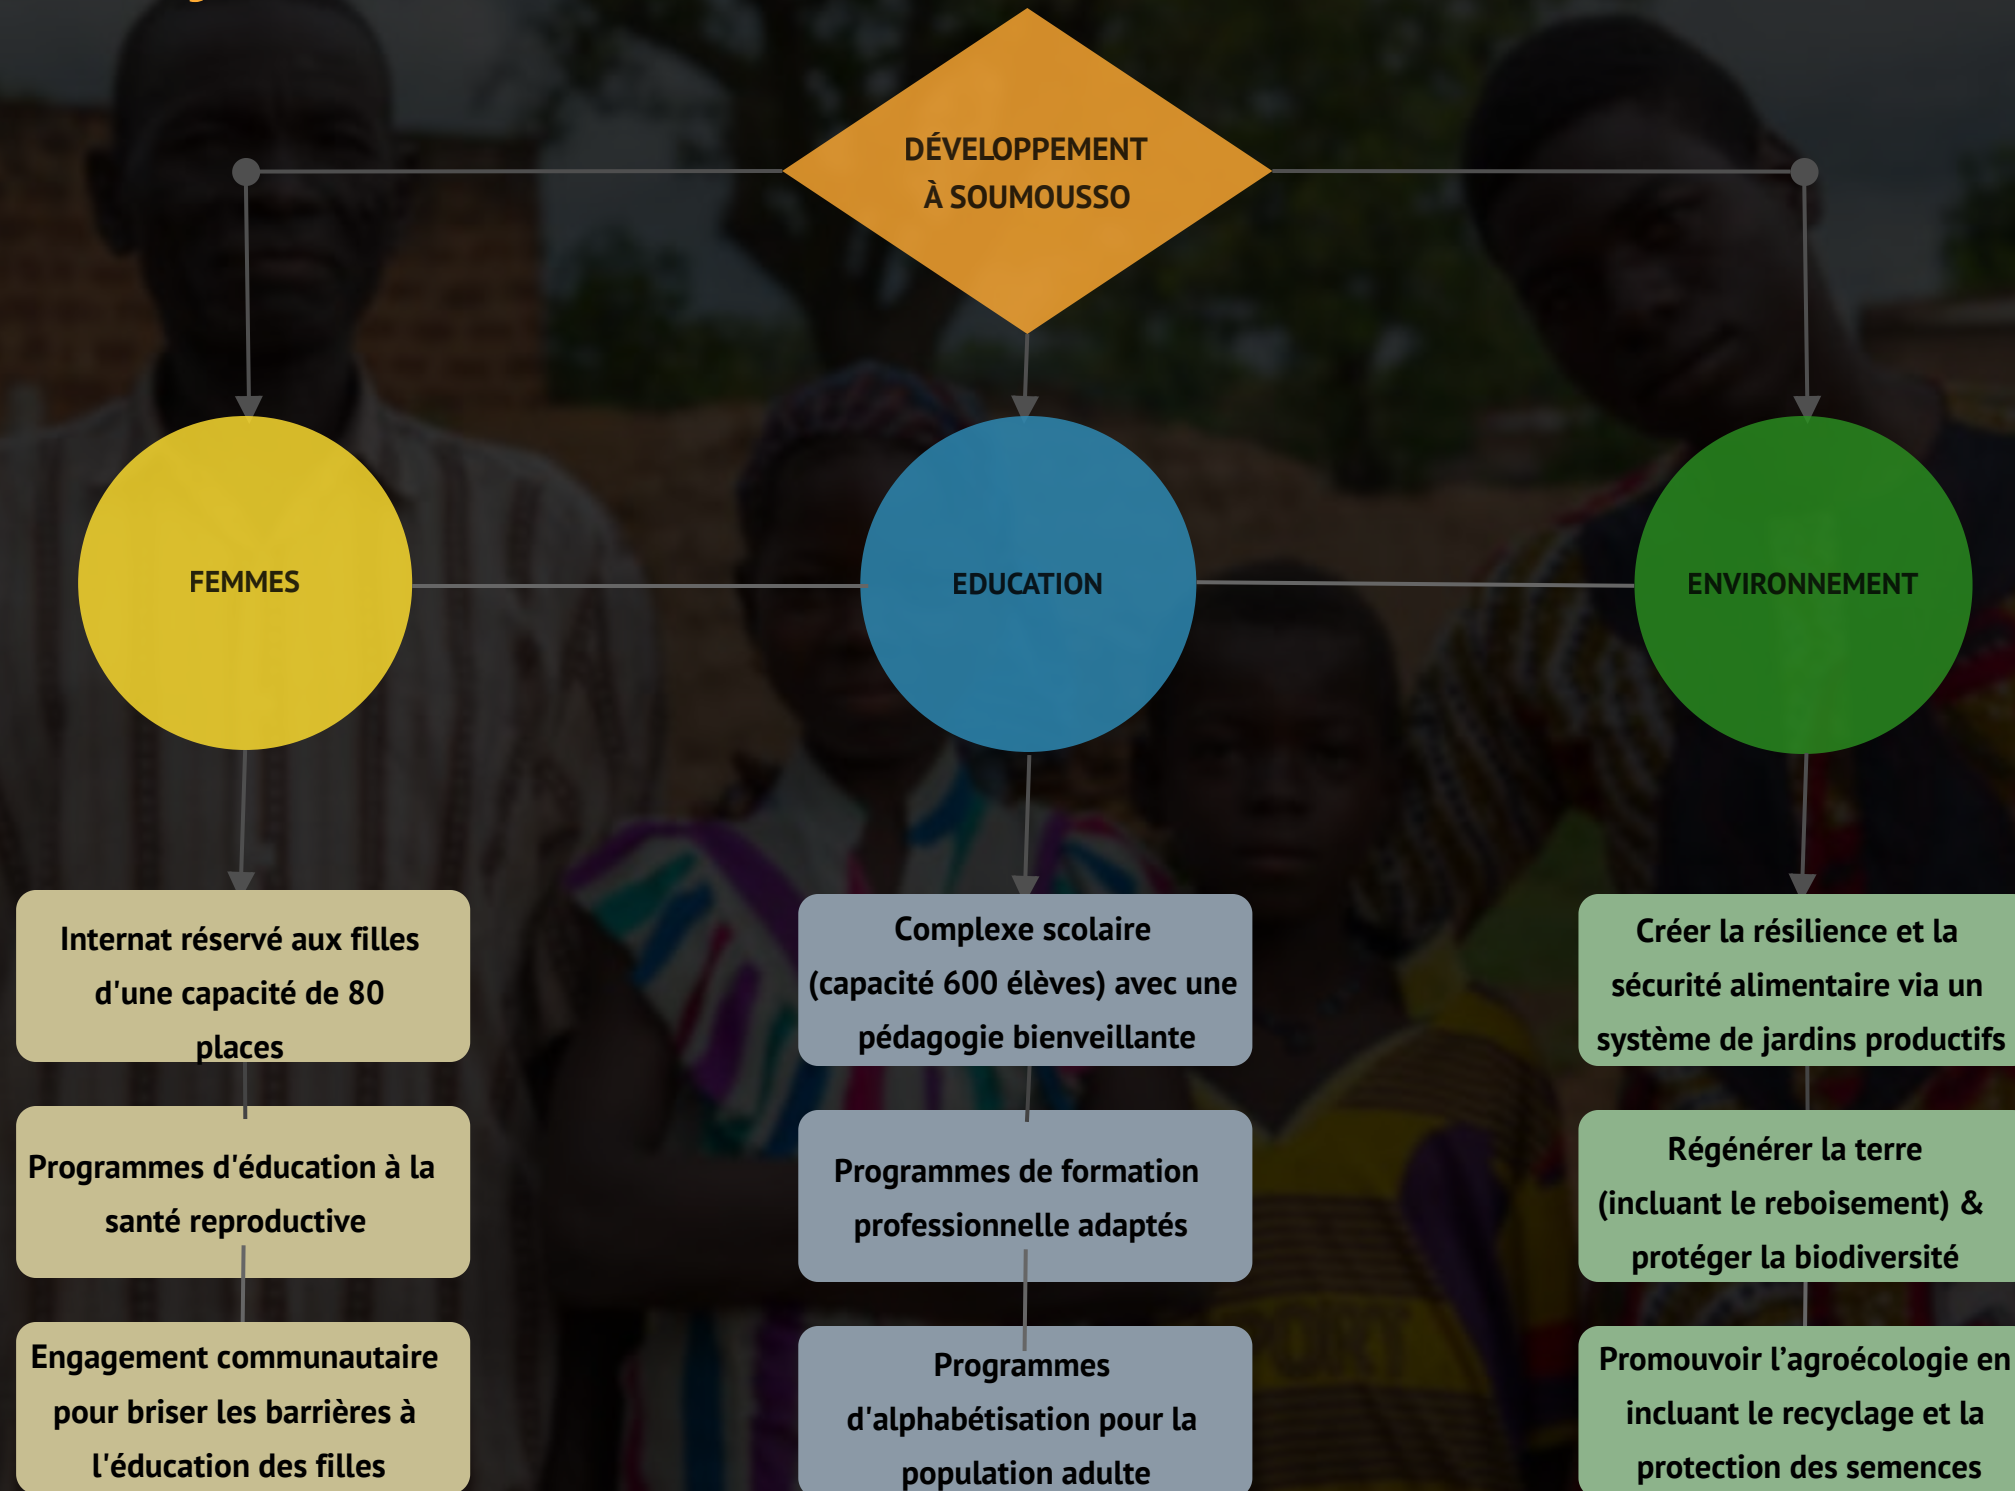 DÉVELOPPEMENT
À SOUMOUSSO
FEMMES
EDUCATION
ENVIRONNEMENT
Internat réservé aux filles
d'une capacité de 80
places
Programmes d'éducation à la
santé reproductive
Engagement communautaire
pour briser les barrières à
l'éducation des filles
Complexe scolaire
(capacité 600 élèves) avec une
pédagogie bienveillante
Programmes de formation
professionnelle adaptés
Programmes
d'alphabétisation pour la
population adulte
Créer la résilience et la
sécurité alimentaire via un
système de jardins productifs
Régénérer la terre
(incluant le reboisement) &
protéger la biodiversité
Promouvoir l’agroécologie en
incluant le recyclage et la
protection des semences